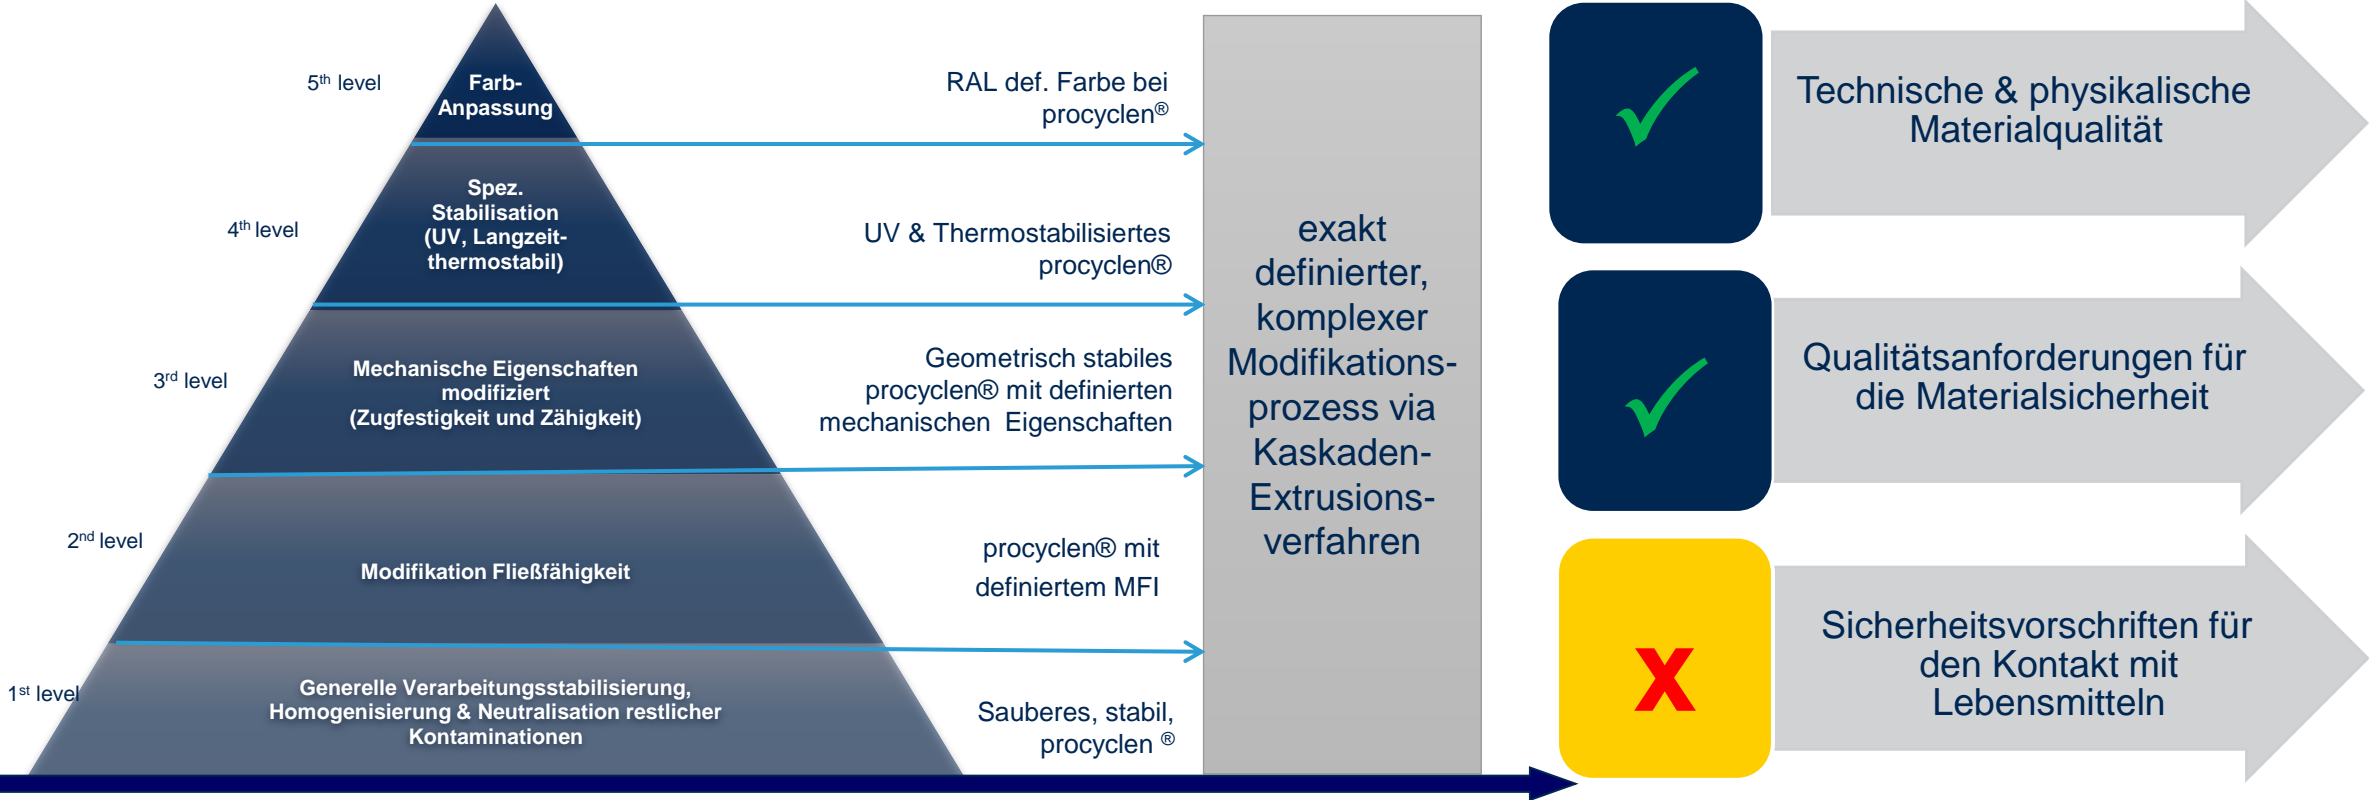 5th level
Farb-
Anpassung
RAL def. Farbe bei
procyclen®
4th level
Spez.
Stabilisation
(UV, Langzeit-
thermostabil)
UV & Thermostabilisiertes
procyclen®
3rd level
Mechanische Eigenschaften
modifiziert
(Zugfestigkeit und Zähigkeit)
Geometrisch stabiles
procyclen® mit definierten
mechanischen Eigenschaften
2nd level
Modifikation Fließfähigkeit
procyclen® mit
definiertem MFI
1st level
Generelle Verarbeitungsstabilisierung,
Homogenisierung & Neutralisation restlicher
Kontaminationen
Sauberes, stabil,
procyclen ®
exakt
definierter,
komplexer
Modifikations-
prozess via
Kaskaden-
Extrusions-
verfahren
✓
Technische & physikalische
Materialqualität
✓
Qualitätsanforderungen für
die Materialsicherheit
x
Sicherheitsvorschriften für
den Kontakt mit
Lebensmitteln